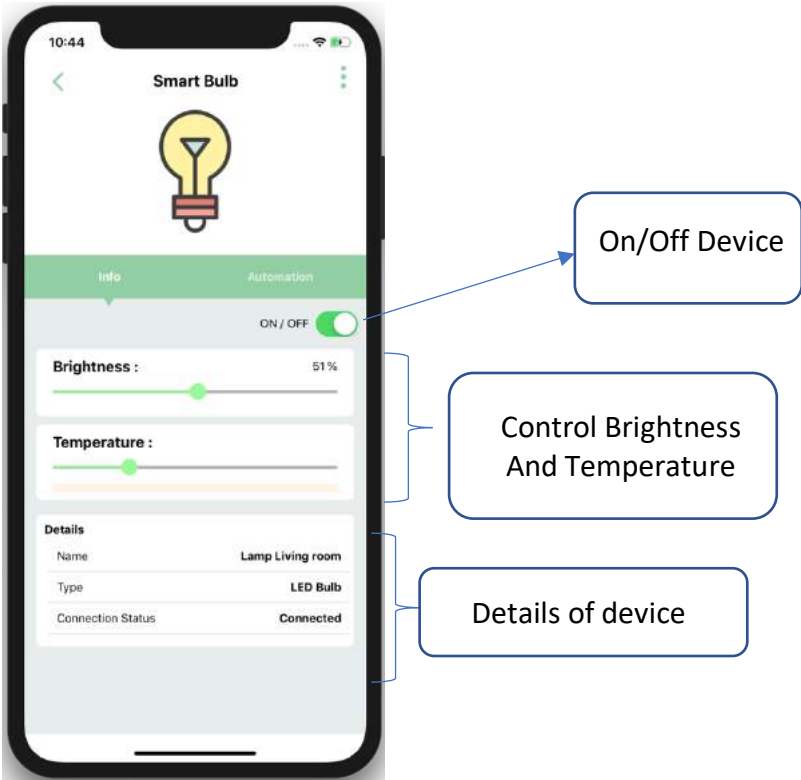 10:44
Smart Bulb
Info
Automation
ON / OFF
Brightness :
51%
Temperature :
Details
Name
Lamp Living room
Type
LED Bulb
Connection Status
Connected
On/Off Device
Control Brightness
And Temperature
Details of device